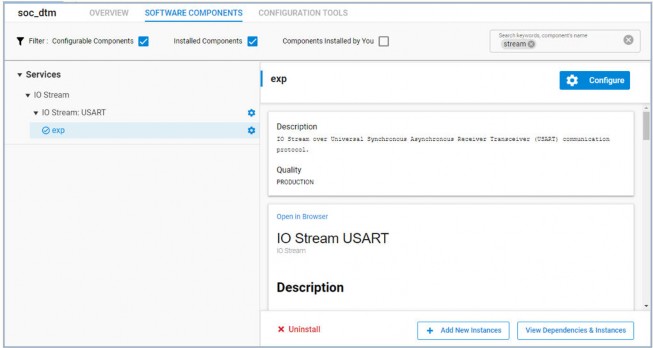 soc_dtm OVERVIEW SOFTWARE COMPONENTS CONFIGURATION TOOLS
Filter : Configurable Components Installed Components Components Installed by You
Search keywords, component's name
stream
Services
IO Stream
IO Stream: USART
exp
exp
Configure
Description
IO Stream over Universal Synchronous Asynchronous Receiver Transceiver (USART) communication
protocol.
Quality
PRODUCTION
Open In Browser
IO Stream USART
IO Stream
Description
Uninstall
Add New Instances
View Dependencies & Instances